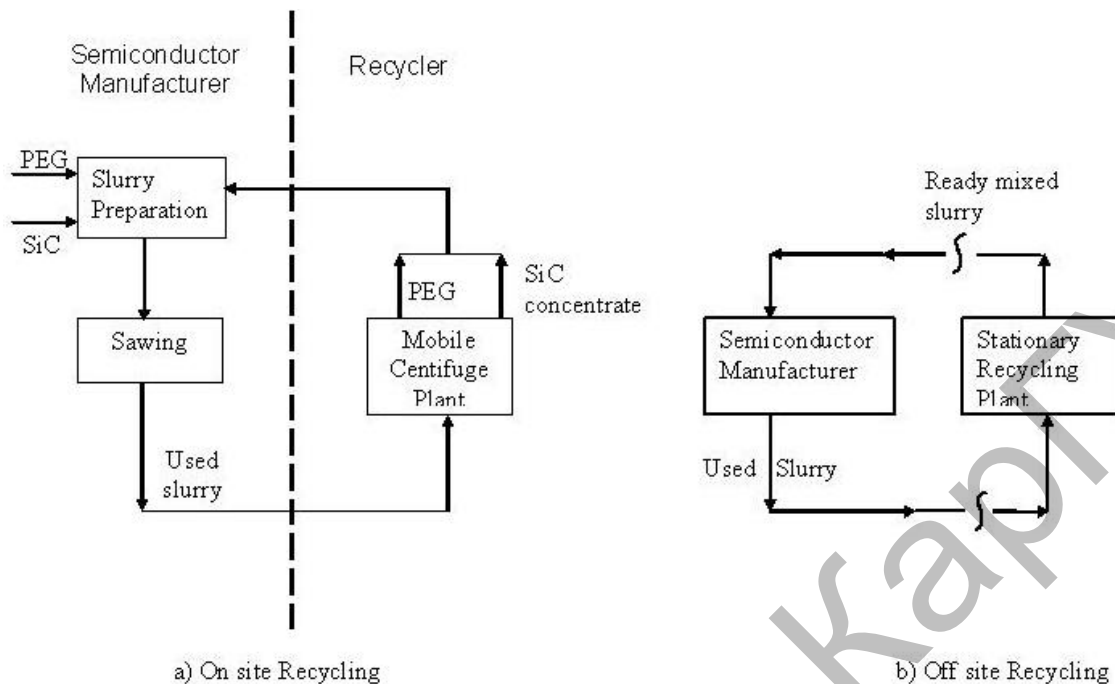 Semiconductor
Manufacturer
Recycler
PEG
SiC
Slurry
Preparation
Sawing
Used
slurry
PEG
SiC
concentrate
Mobile
Centifuge
Plant
a) On site Recycling
Ready mixed
slurry
Semiconductor
Manufacturer
Stationary
Recycling
Plant
Used Slurry
b) Off site Recycling
КарГУ